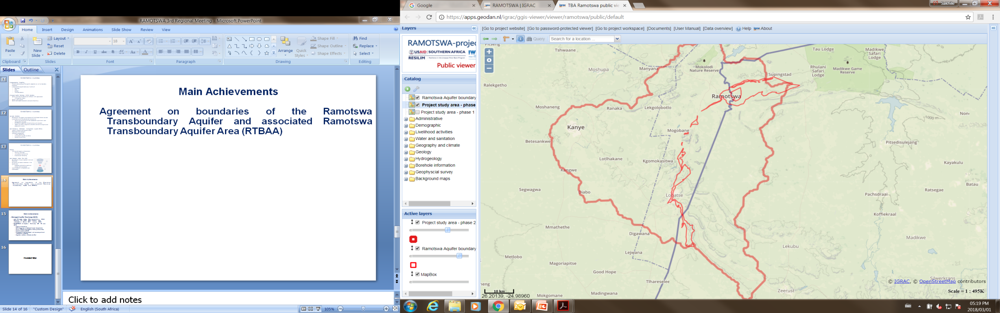 RAMOTSWA 3rd Regional Meeting - Microsoft PowerPoint
Home Insert Design Animations Slide Show Review View
Paste
Clipboard
New Slide
Layout
Reset
Delete
Slides
18
B I U abc S AV Aa A
Font
Paragraph
Arrange
Quick Styles
Shape Fill
Shape Outline
Shape Effects
Drawing
Find
Replace
Select
Editing
Slides Outline
11
12
13
14
Main Achievements
15
Main Achievements
16
THANK YOU
Main Achievements
Agreement on boundaries of the Ramotswa
Transboundary Aquifer and associated Ramotswa
Transboundary Aquifer Area (RTBAA)
Click to add notes
Slide 14 of 16 "Custom Design" English (South Africa) 105%
Google
RAMOTSWA | IGRAC
TBA Ramotswa public vie
Sakhile
https://apps.geodan.nl/igrac/ggis-viewer/viewer/ramotswa/public/default
Layers
[Go to project website] [Go to password-protected viewer] [Go to project workspace] [Documents] [User Manual] [Data overview] Help igrac About
Query Search for a location ...
RAMOTSWA-projec
USAID SOUTHERN AFRICA IW
RESILIM
Public viewer
Catalog
Ramotswa Aquifer boundary
Project study area - phase
Project study area - phase 1
Administrative
Demographic
Livelihood activities
Water and sanitation
Geography and climate
Geology
Hydrogeology
Borehole information
Geophyscial survey
Background maps
Active layers
Project study area - phase 2
Ramotswa Aquifer boundary
MapBox
Pitseng
Tshwaane
Tau Lodge
Madikwe Safari Lodge
Moshupa
Manyana
Mokolodi Nature Reserve
Supingstad
Rhulani Safari Lodge
Madikwe Game Reserve
Ralekgetho
Ramotswa
Moshaneng
Ranaka
Lekgolobotlo
1000 m
Kanye
Mogobane
Betesankwe
Pitsedisulejang
Lotlhakane
Kgomokasitwa
Kayakulu
Kangwe
Batau
Segwagwa
Diabo
Lobatse
Pachsdraai
Ratsegae
Koffiekraal
Mmathethe
Digawana
Madikwe
Lekubu
Lejwana
Metlobo
Magoriapitse
Good Hope
Silwerkrans
Tlhareselee
Mokgomane
Madingwana
Zeerust
© IGRAC, © OpenStreetMap contributors
10 km
26.20139, -24.98960
Scale = 1 : 495K
05:19 PM
2018/03/01